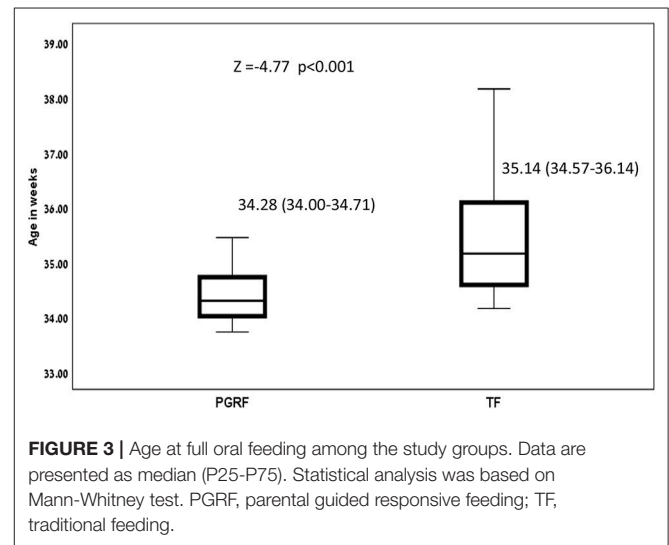 39.00
Z =-4.77 p<0.001
38.00
37.00
35.14 (34.57-36.14)
36.00
34.28 (34.00-34.71)
Age in weeks
35.00
34.00
33.00
PGRF TF
FIGURE 3 | Age at full oral feeding among the study groups. Data are
presented as median (P25-P75). Statistical analysis was based on
Mann-Whitney test. PGRF, parental guided responsive feeding; TF,
traditional feeding.